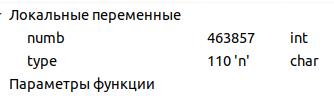 Локальные переменные
numb 463857 int
type 110 'n' char
Параметры функции